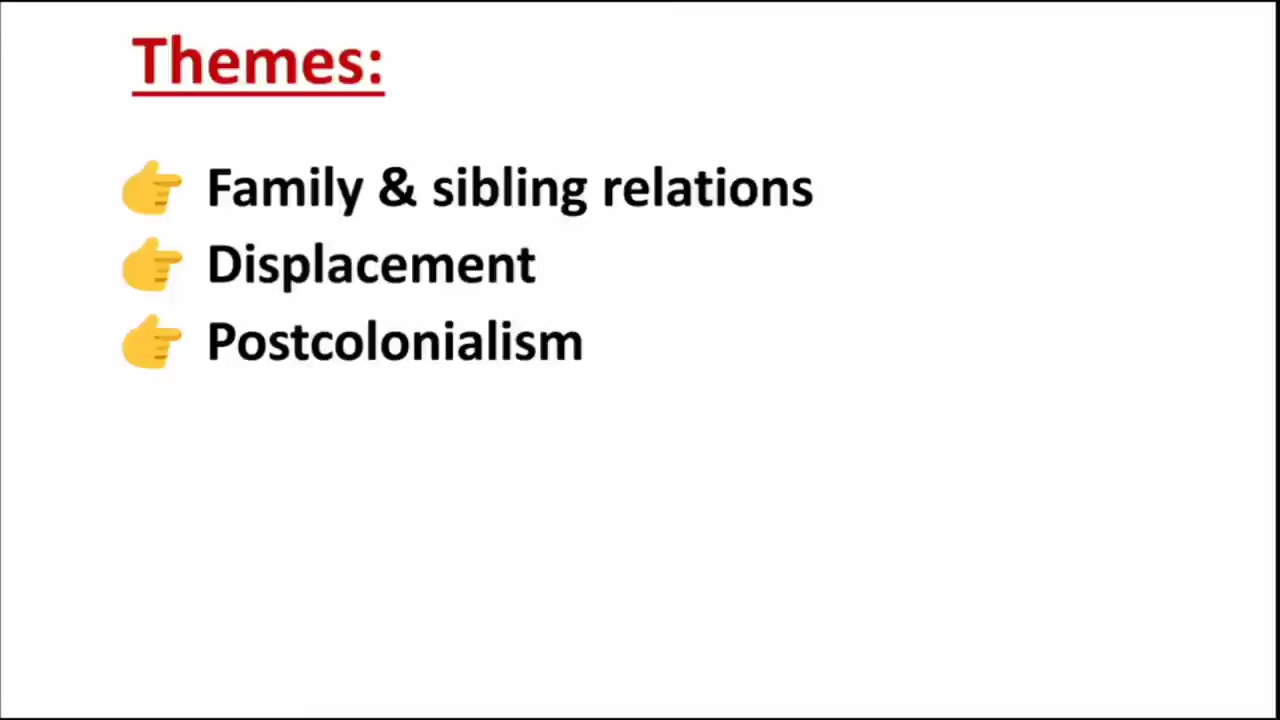 Themes:
👉 Family & sibling relations
👉 Displacement
👉 Postcolonialism